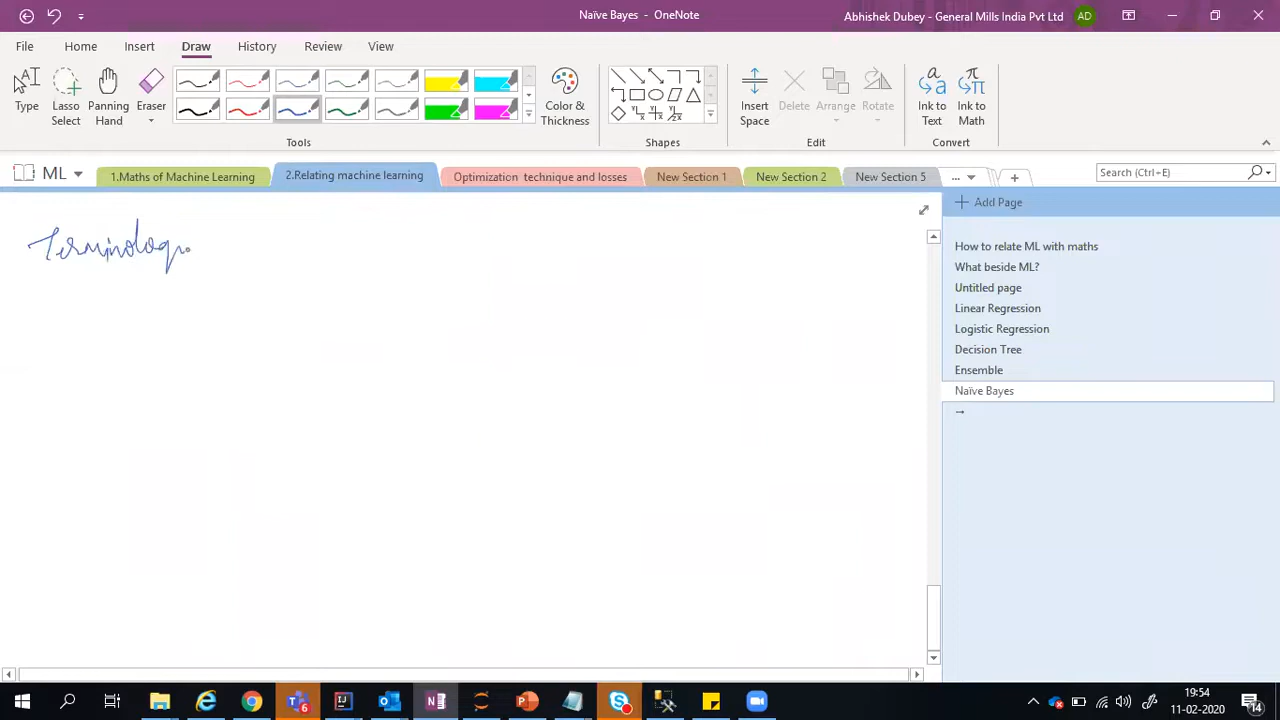 Naïve Bayes - OneNote
Abhishek Dubey - General Mills India Pvt Ltd
AD
File Home Insert Draw History Review View
Type
Lasso Select
Panning Hand
Eraser
Color & Thickness
Insert Space
Delete
Arrange
Rotate
Ink to Text
Ink to Math
Tools
Shapes
Edit
Convert
ML
1.Maths of Machine Learning
2.Relating machine learning
Optimization technique and losses
New Section 1
New Section 2
New Section 5
...
Search (Ctrl+E)
Add Page
How to relate ML with maths
What beside ML?
Untitled page
Linear Regression
Logistic Regression
Decision Tree
Ensemble
Naïve Bayes
→
19:54
11-02-2020